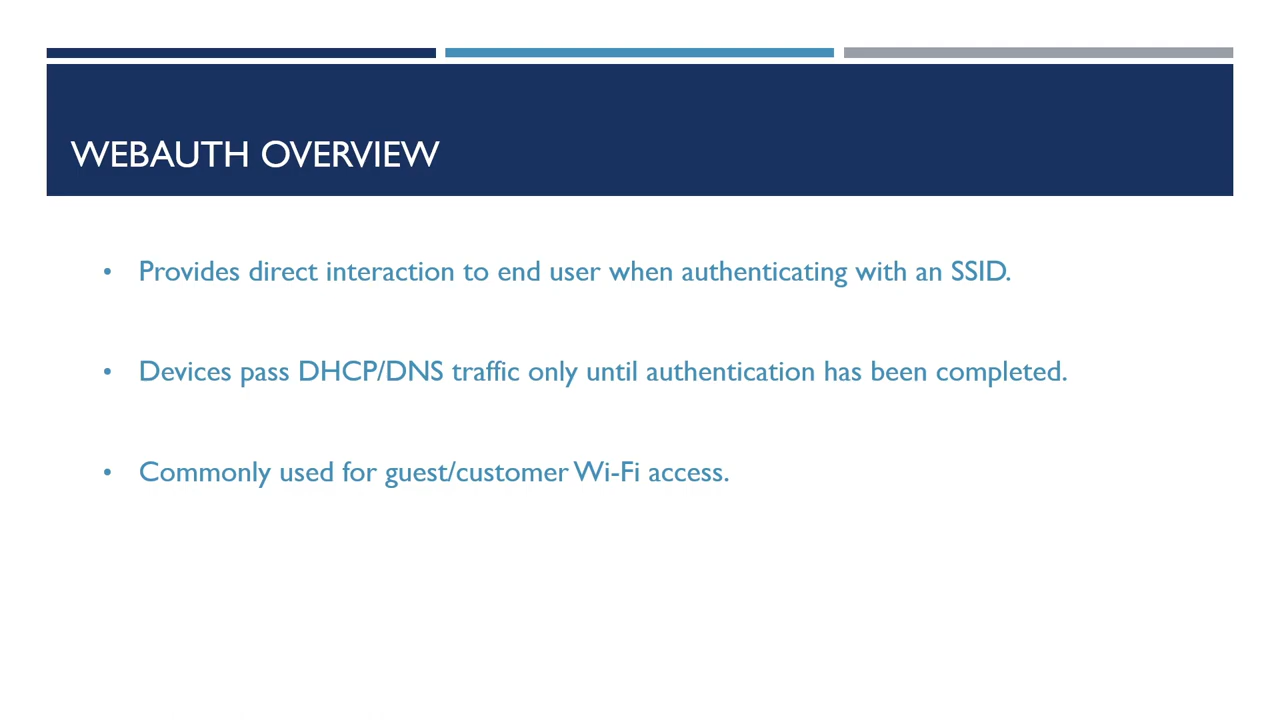 WEBAUTH OVERVIEW
• Provides direct interaction to end user when authenticating with an SSID.
• Devices pass DHCP/DNS traffic only until authentication has been completed.
• Commonly used for guest/customer Wi-Fi access.